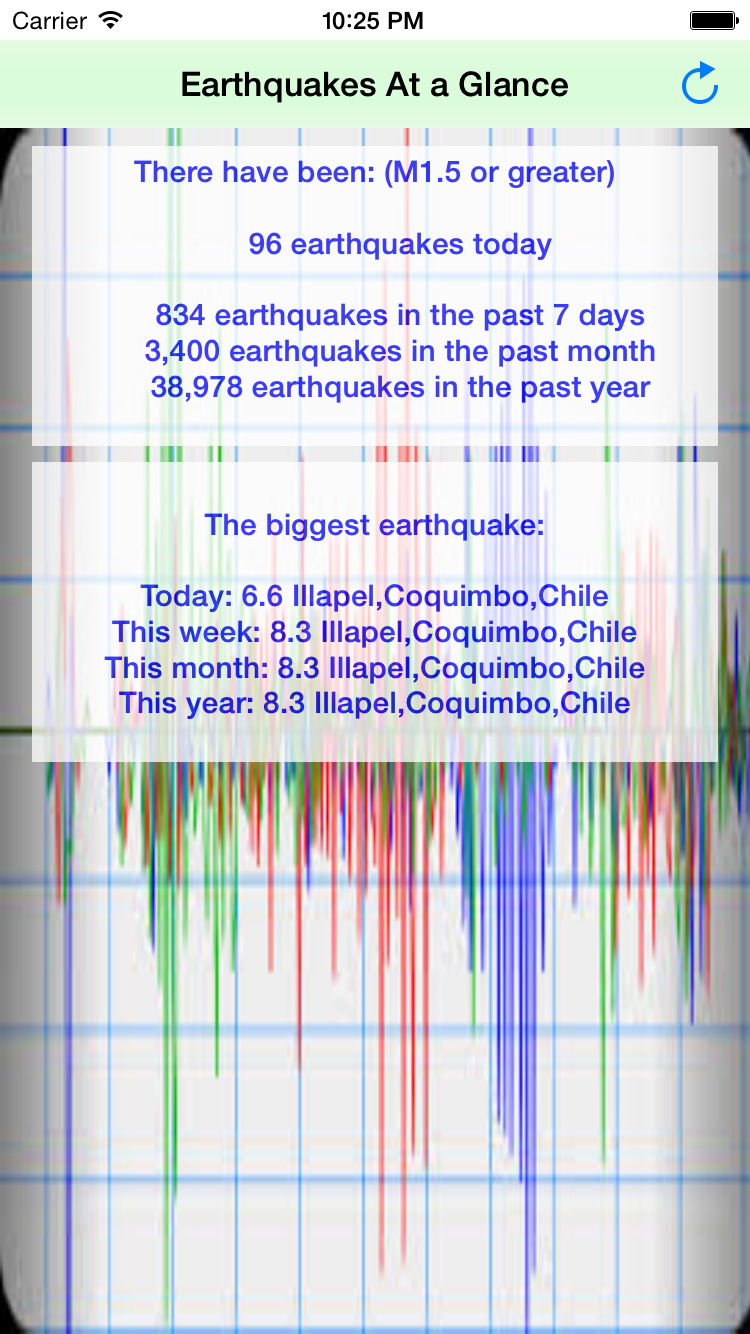 Carrier 10:25 PM
Earthquakes At a Glance
There have been: (M1.5 or greater)
96 earthquakes today
834 earthquakes in the past 7 days
3,400 earthquakes in the past month
38,978 earthquakes in the past year
The biggest earthquake:
Today: 6.6 Illapel,Coquimbo,Chile
This week: 8.3 Illapel,Coquimbo,Chile
This month: 8.3 Illapel,Coquimbo,Chile
This year: 8.3 Illapel,Coquimbo,Chile